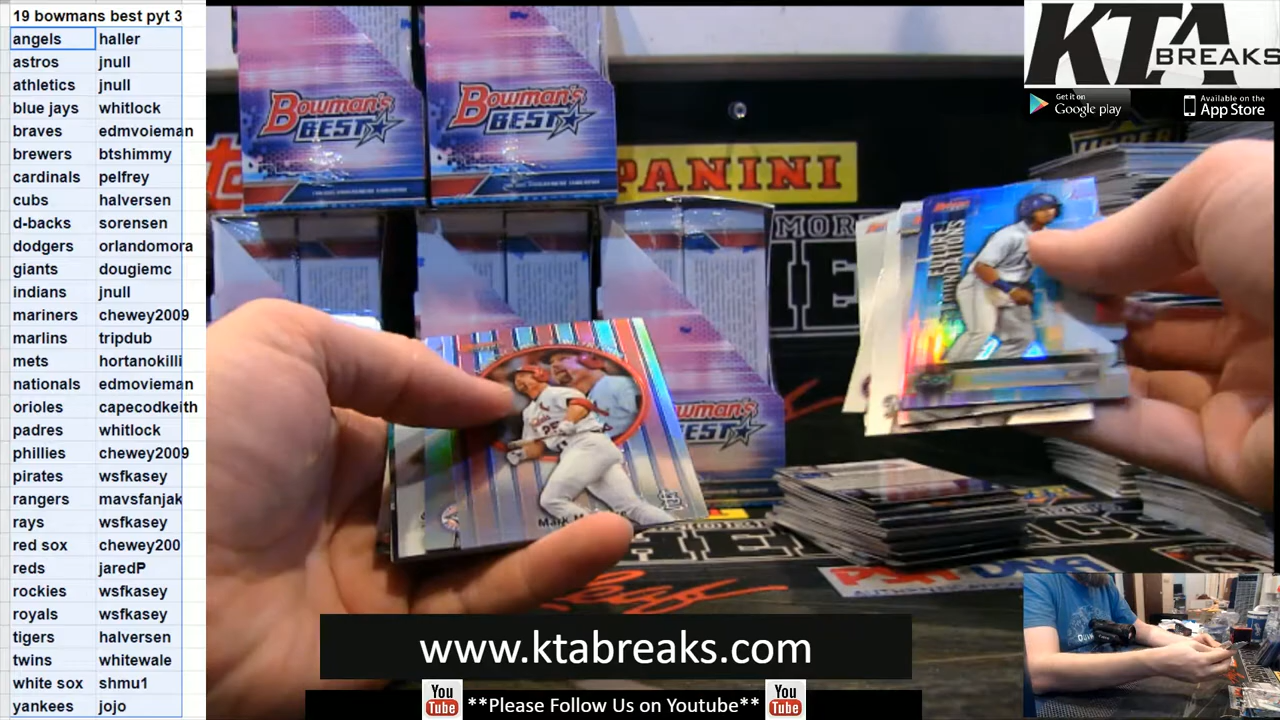 19 bowmans best pyt 3
angels haller
astros jnull
athletics jnull
blue jays whitlock
braves edmvoieman
brewers btshimmy
cardinals pelfrey
cubs halversen
d-backs sorensen
dodgers orlandomora
giants dougiemc
indians jnull
mariners chewey2009
marlins tripdub
mets hortanokilli
nationals edmovieman
orioles capecodkeith
padres whitlock
phillies chewey2009
pirates wsfkasey
rangers mavsfanjak
rays wsfkasey
red sox chewey200
reds jaredP
rockies wsfkasey
royals wsfkasey
tigers halversen
twins whitewale
white sox shmu1
yankees jojo
BOWMAN'S BEST
BOWMAN'S BEST
PANINI
KTA
BREAKS
Get it on
Google play
Available on the
App Store
FUTURE
FOUNDATIONS
Mark
www.ktabreaks.com
You Tube
**Please Follow Us on Youtube**
You Tube